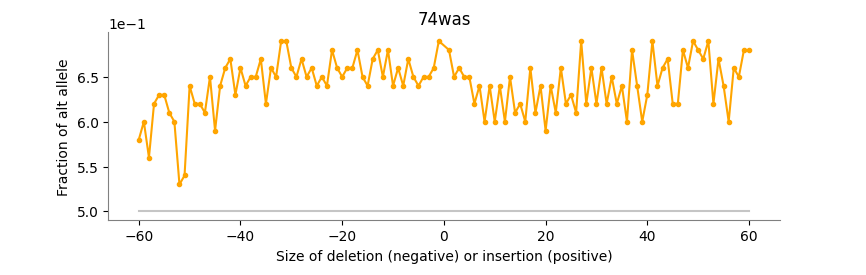 74was
1e−1
Fraction of alt allele
6.5
6.0
5.5
5.0
−60 −40 −20 0 20 40 60
Size of deletion (negative) or insertion (positive)